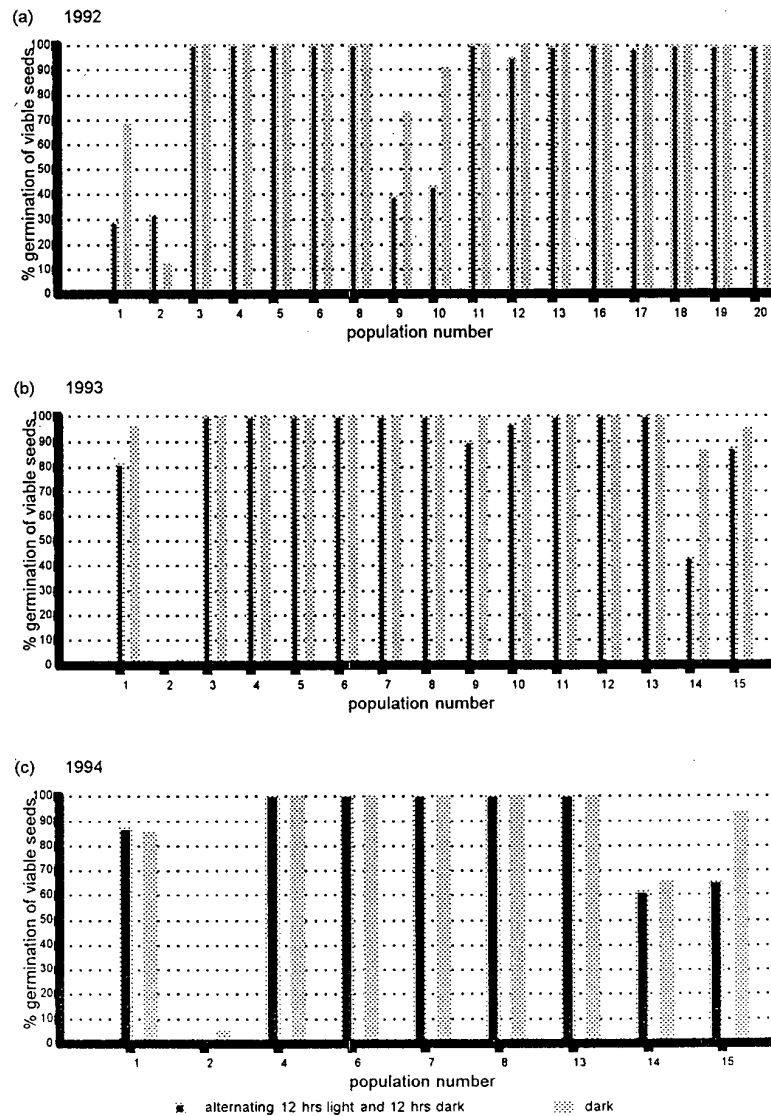 (a) 1992
% germination of viable seeds
100
90
80
70
60
50
40
30
20
10
0
1 2 3 4 5 6 8 9 10 11 12 13 16 17 18 19 20
population number
(b) 1993
% germination of viable seeds
100
90
80
70
60
50
40
30
20
10
0
1 2 3 4 5 6 7 8 9 10 11 12 13 14 15
population number
(c) 1994
% germination of viable seeds
100
90
80
70
60
50
40
30
20
10
0
1 2 4 6 7 8 13 14 15
population number
alternating 12 hrs light and 12 hrs dark dark